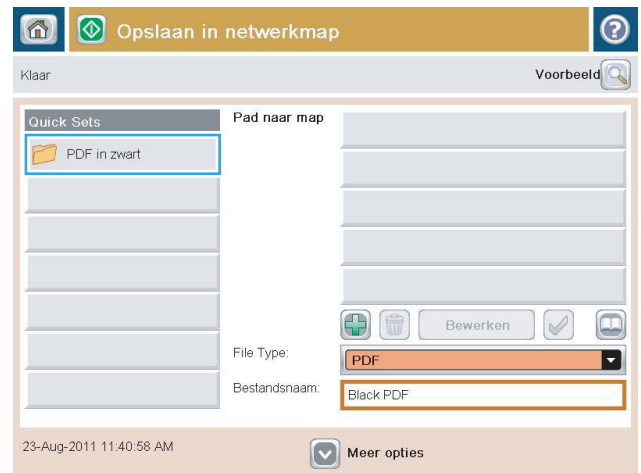 Opslaan in netwerkmap
Klaar
Voorbeeld
Quick Sets
PDF in zwart
Pad naar map
Bewerken
File Type:
PDF
Bestandsnaam:
Black PDF
23-Aug-2011 11:40:58 AM
Meer opties